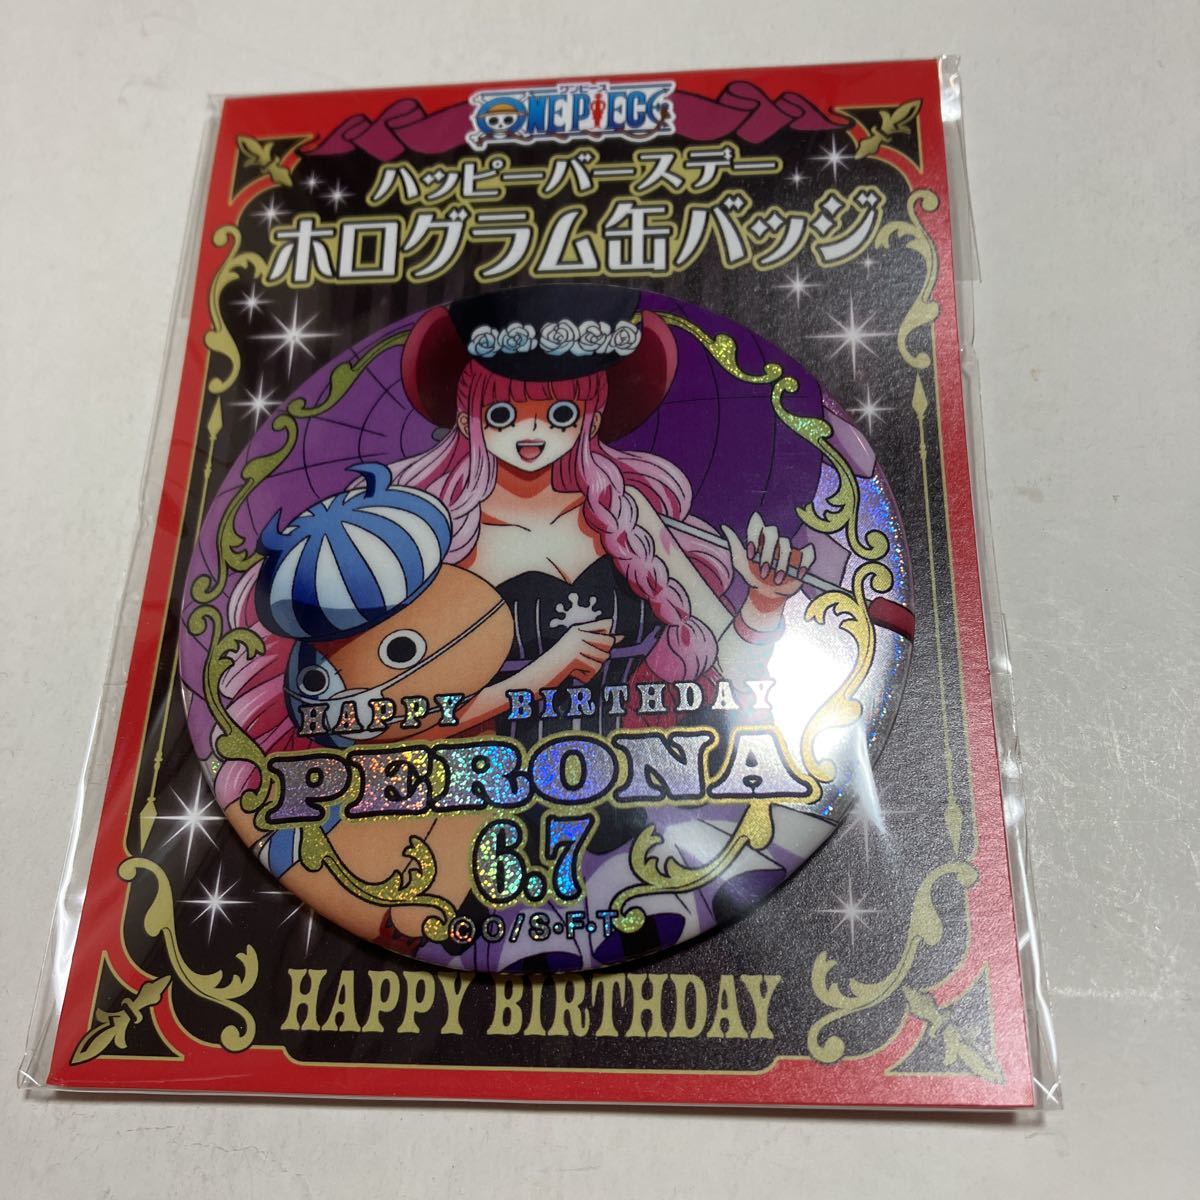 ワンピース
ONE PIECE
ハッピーバースデー
ホログラム缶バッジ
HAPPY BIRTHDAY
PERONA
6.7
©O/S・F・T
HAPPY BIRTHDAY